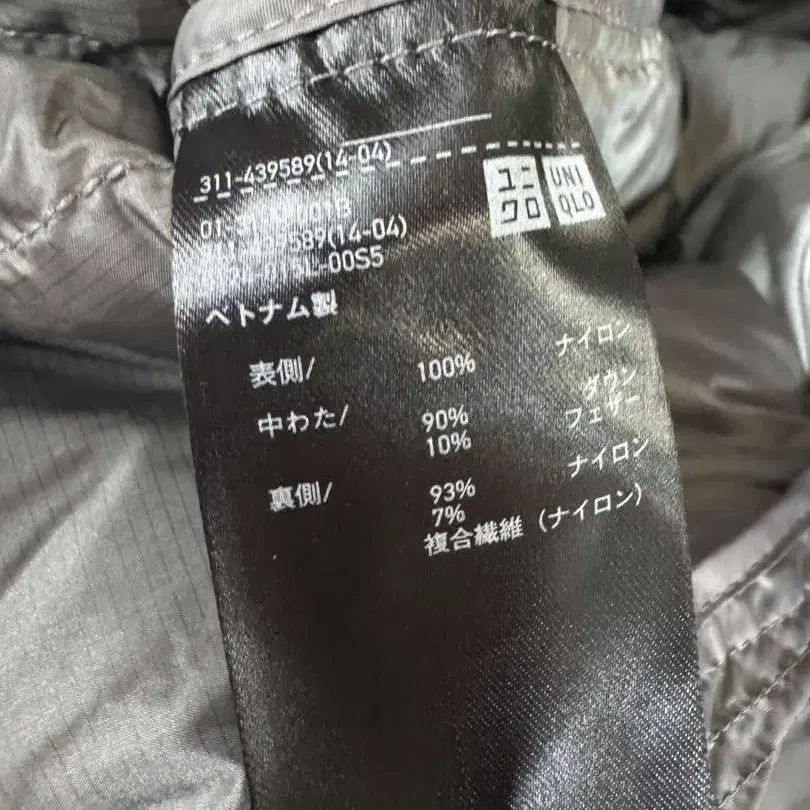 311-439589(14-04)
ユニクロ
UNI
QLO
ベトナム製
表側/ 100% ナイロン
中わた/ 90% ダウン
10% フェザー
裏側/ 93% ナイロン
7%
複合繊維 (ナイロン)